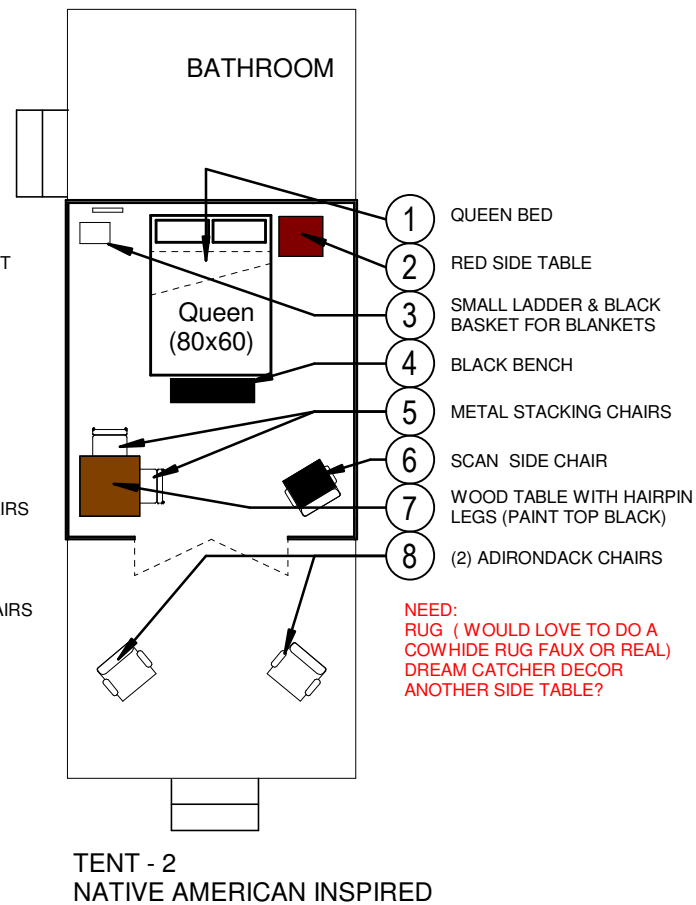 BATHROOM
1 QUEEN BED
2 RED SIDE TABLE
T
3 SMALL LADDER & BLACK
BASKET FOR BLANKETS
Queen
(80x60)
4 BLACK BENCH
5 METAL STACKING CHAIRS
6 SCAN SIDE CHAIR
7 WOOD TABLE WITH HAIRPIN
LEGS (PAINT TOP BLACK)
IRS
8 (2) ADIRONDACK CHAIRS
AIRS
NEED:
RUG ( WOULD LOVE TO DO A
COWHIDE RUG FAUX OR REAL)
DREAM CATCHER DECOR
ANOTHER SIDE TABLE?
TENT - 2
NATIVE AMERICAN INSPIRED